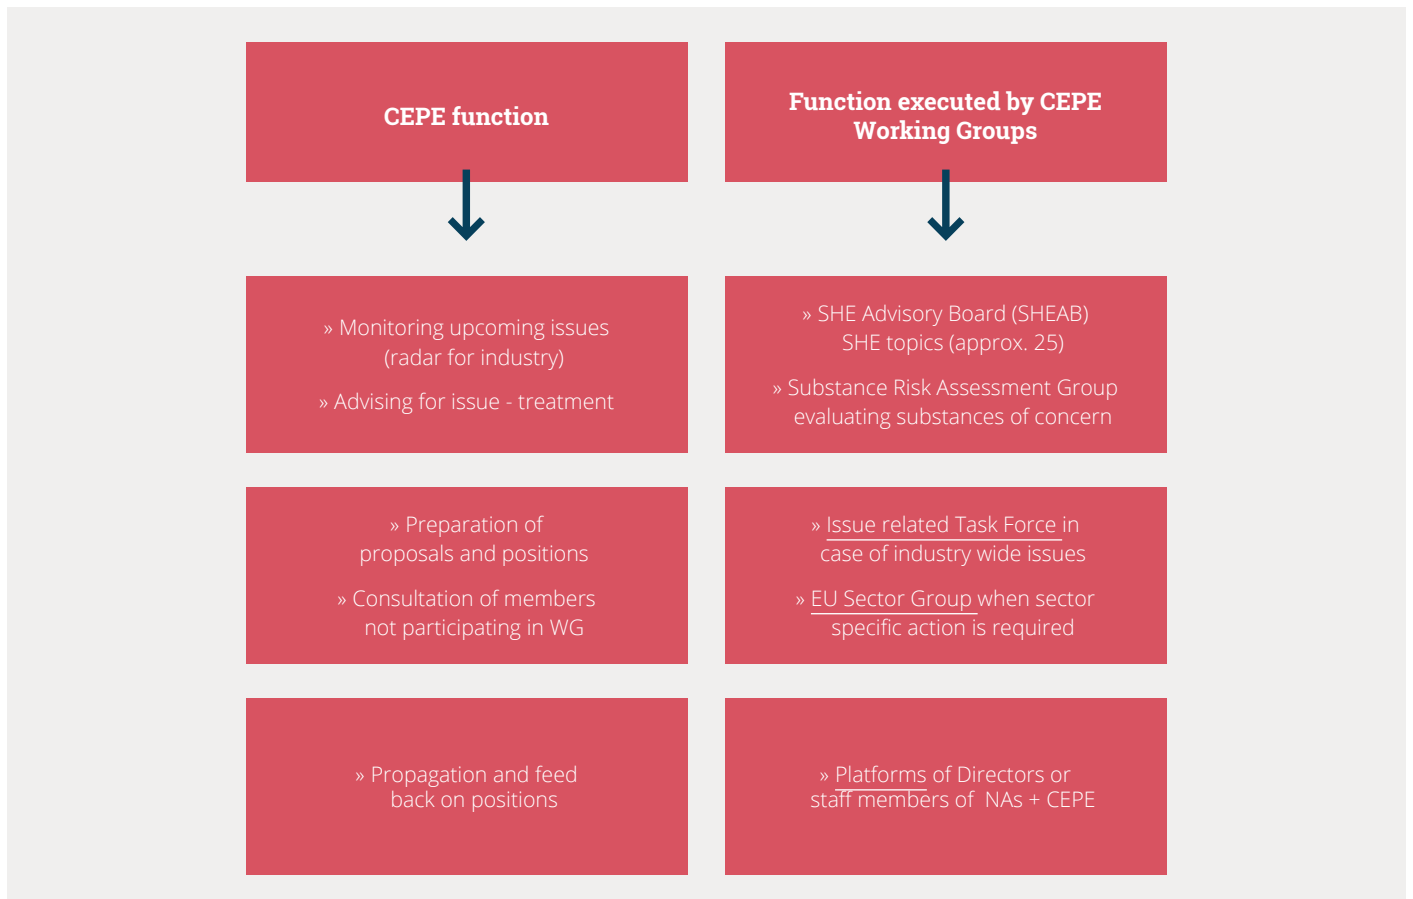 CEPE function
Function executed by CEPE
Working Groups
» Monitoring upcoming issues
(radar for industry)
» Advising for issue - treatment
» SHE Advisory Board (SHEAB)
SHE topics (approx. 25)
» Substance Risk Assessment Group
evaluating substances of concern
» Preparation of
proposals and positions
» Consultation of members
not participating in WG
» Issue related Task Force in
case of industry wide issues
» EU Sector Group when sector
specific action is required
» Propagation and feed
back on positions
» Platforms of Directors or
staff members of NAs + CEPE